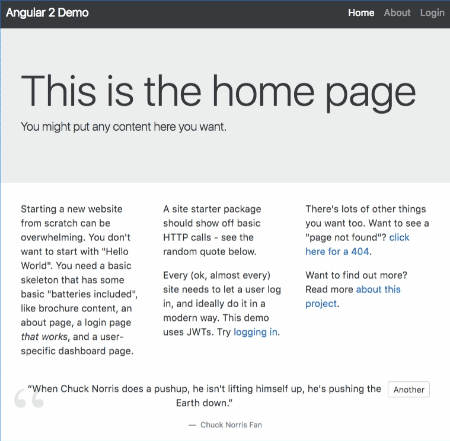 Angular 2 Demo Home About Login
This is the home page
You might put any content here you want.
Starting a new website
from scratch can be
overwhelming. You don't
want to start with "Hello
World". You need a basic
skeleton that has some
basic "batteries included",
like brochure content, an
about page, a login page
that works, and a user-
specific dashboard page.
A site starter package
should show off basic
HTTP calls - see the
random quote below.
Every (ok, almost every)
site needs to let a user log
in, and ideally do it in a
modern way. This demo
uses JWTs. Try logging in.
There's lots of other things
you want too. Want to see a
"page not found"? click
here for a 404.
Want to find out more?
Read more about this
project.
“When Chuck Norris does a pushup, he isn't lifting himself up, he's pushing the
Earth down.”
Another
— Chuck Norris Fan